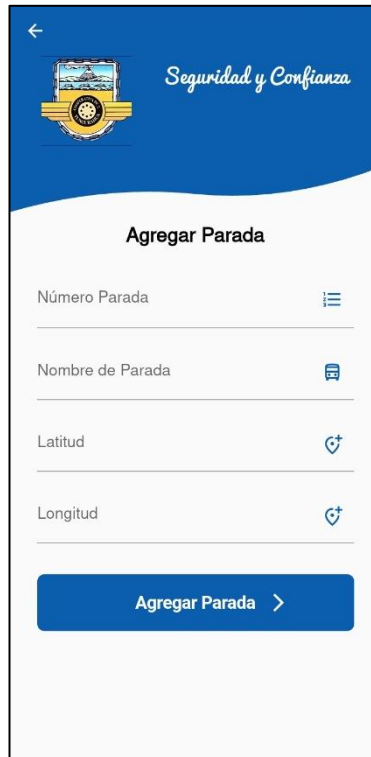 Seguridad y Confianza
Agregar Parada
Número Parada
Nombre de Parada
Latitud
Longitud
Agregar Parada